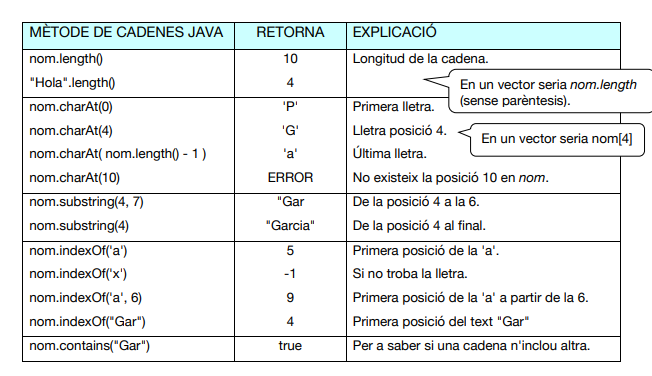 MÈTODE DE CADENES JAVA RETORNA EXPLICACIÓ
nom.length() 10 Longitud de la cadena.
"Hola".length() 4
En un vector seria nom.length
(sense parèntesis).
nom.charAt(0) 'P' Primera lletra.
nom.charAt(4) 'G' Lletra posició 4.
En un vector seria nom[4]
nom.charAt( nom.length() - 1 ) 'a' Última lletra.
nom.charAt(10) ERROR No existeix la posició 10 en nom.
nom.substring(4, 7) "Gar De la posició 4 a la 6.
nom.substring(4) "Garcia" De la posició 4 al final.
nom.indexOf('a') 5 Primera posició de la 'a'.
nom.indexOf('x') -1 Si no troba la lletra.
nom.indexOf('a', 6) 9 Primera posició de la 'a' a partir de la 6.
nom.indexOf("Gar") 4 Primera posició del text "Gar"
nom.contains("Gar") true Per a saber si una cadena n'inclou altra.